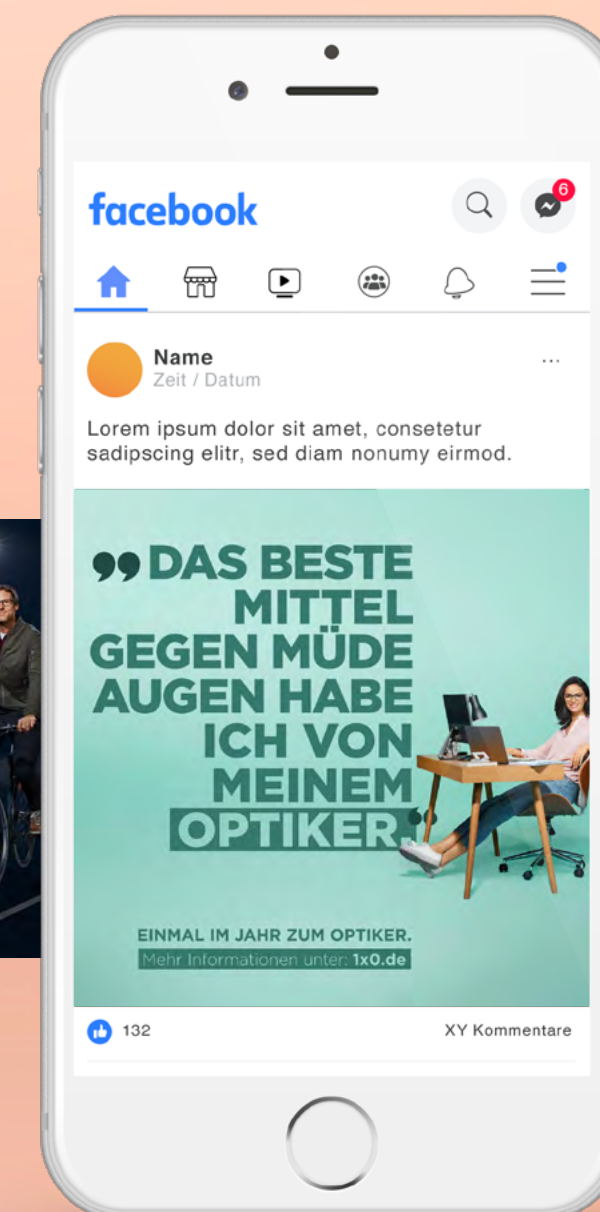 facebook
6
Name
...
Zeit / Datum
Lorem ipsum dolor sit amet, consetetur
sadipscing elitr, sed diam nonumy eirmod.
” DAS BESTE
MITTEL
GEGEN MÜDE
AUGEN HABE
ICH VON
MEINEM
OPTIKER.“
EINMAL IM JAHR ZUM OPTIKER.
Mehr Informationen unter: 1x0.de
132
XY Kommentare